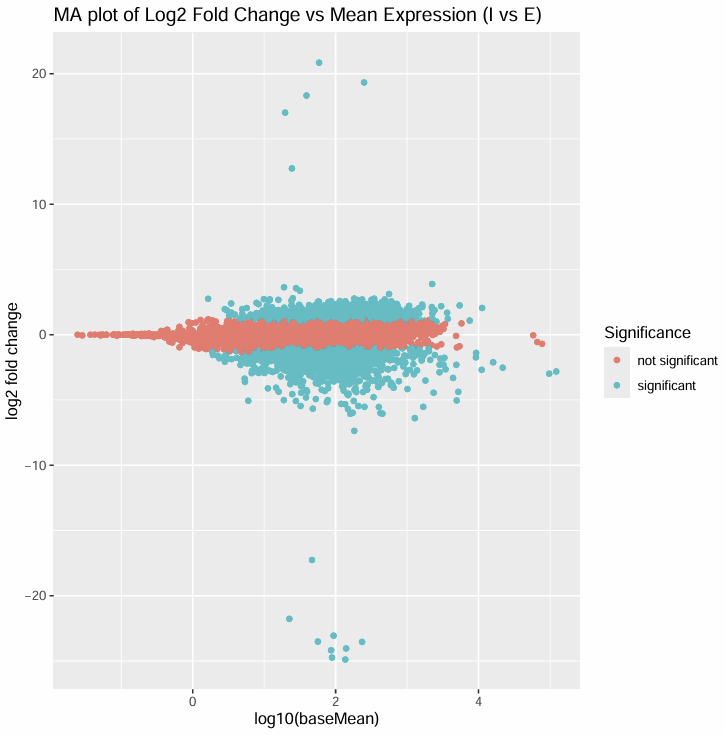 MA plot of Log2 Fold Change vs Mean Expression (I vs E)
20
10
0
−10
−20
log2 fold change
0
2
4
log10(baseMean)
Significance
not significant
significant